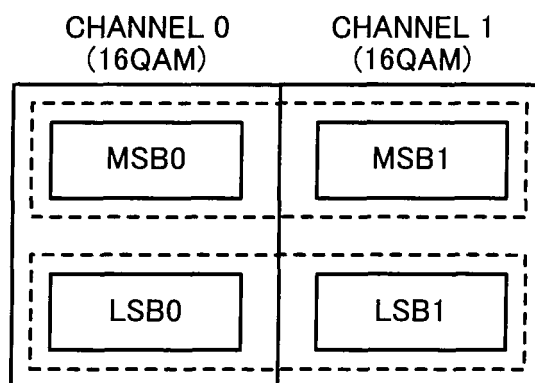 CHANNEL 0 CHANNEL 1
(16QAM) (16QAM)
MSB0 MSB1
LSB0 LSB1